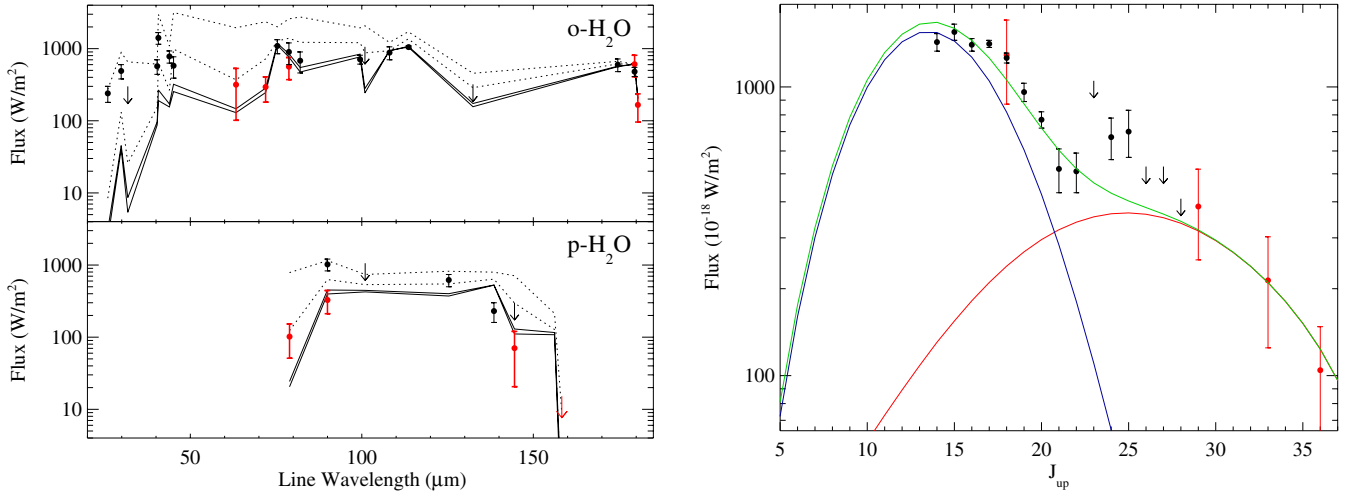 o-H₂O
1000
100
10
Flux (W/m²)
p-H₂O
1000
100
10
Flux (W/m²)
50 100 150
Line Wavelength (μm)
1000
100
Flux (10⁻¹⁸ W/m²)
5 10 15 20 25 30 35
J_up